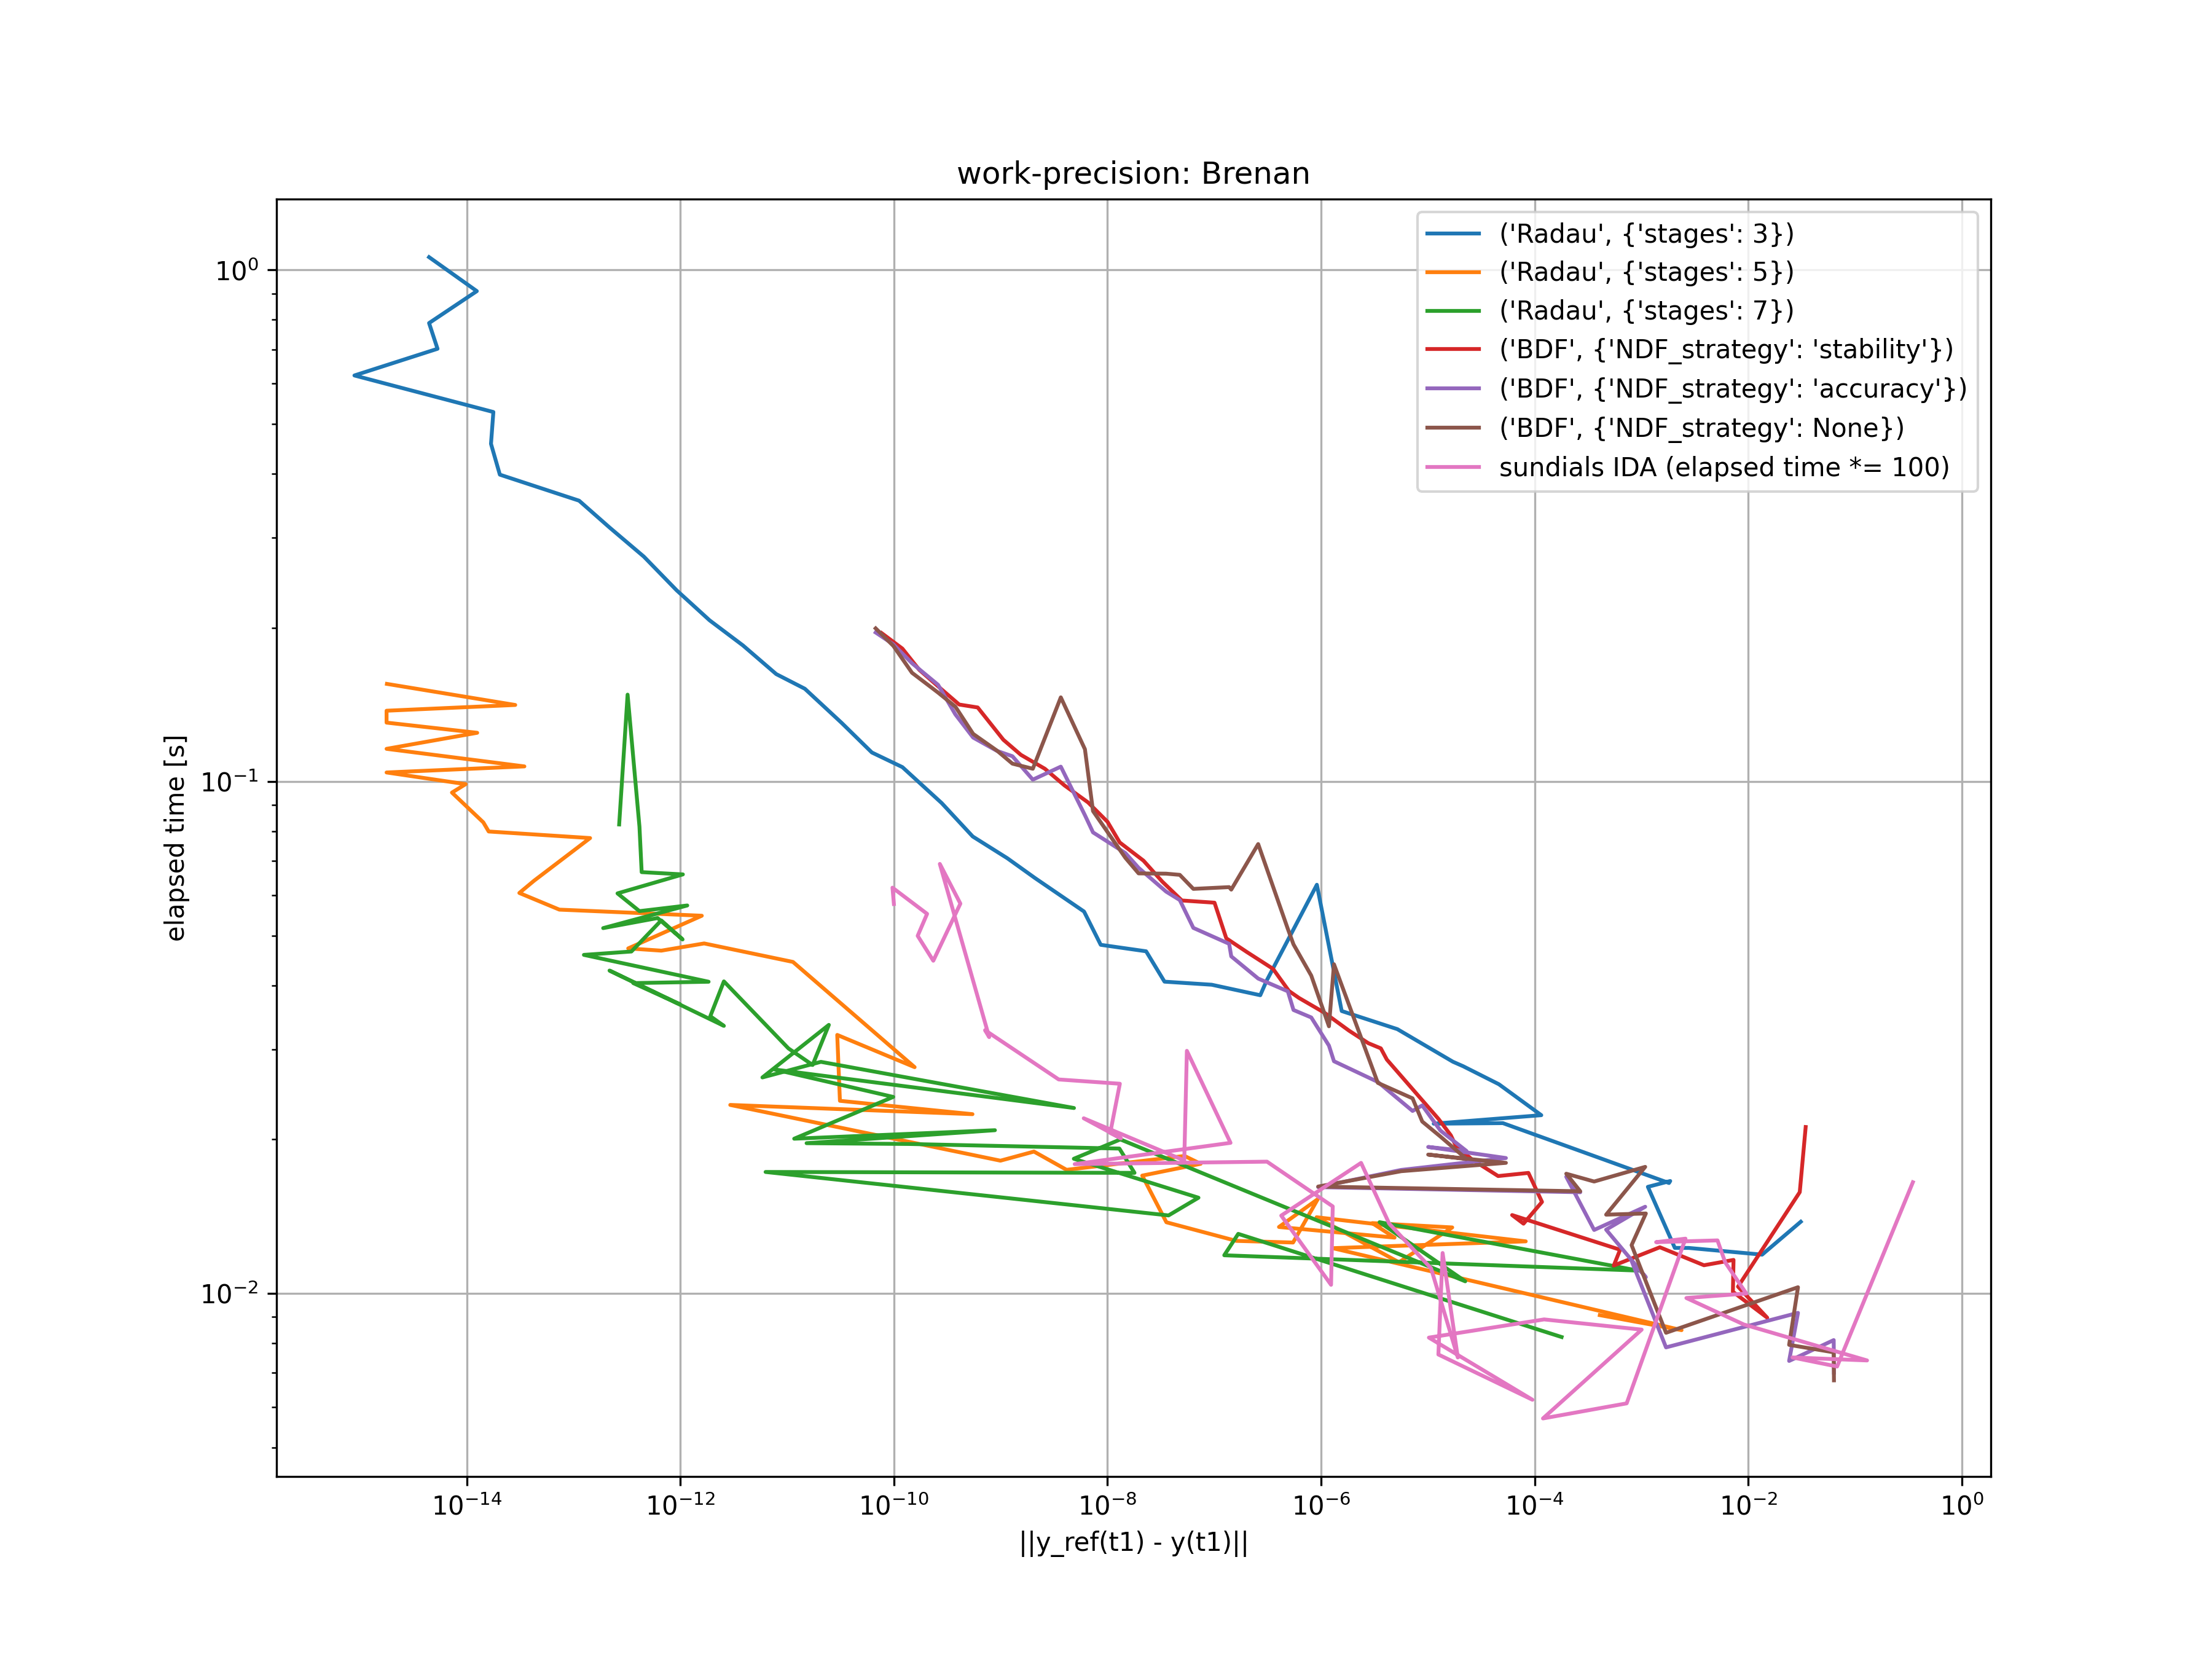 work-precision: Brenan
('Radau', {'stages': 3})
('Radau', {'stages': 5})
('Radau', {'stages': 7})
('BDF', {'NDF_strategy': 'stability'})
('BDF', {'NDF_strategy': 'accuracy'})
('BDF', {'NDF_strategy': None})
sundials IDA (elapsed time *= 100)
elapsed time [s]
10⁰
10⁻¹
10⁻²
10⁻¹⁴ 10⁻¹² 10⁻¹⁰ 10⁻⁸ 10⁻⁶ 10⁻⁴ 10⁻² 10⁰
||y_ref(t1) - y(t1)||